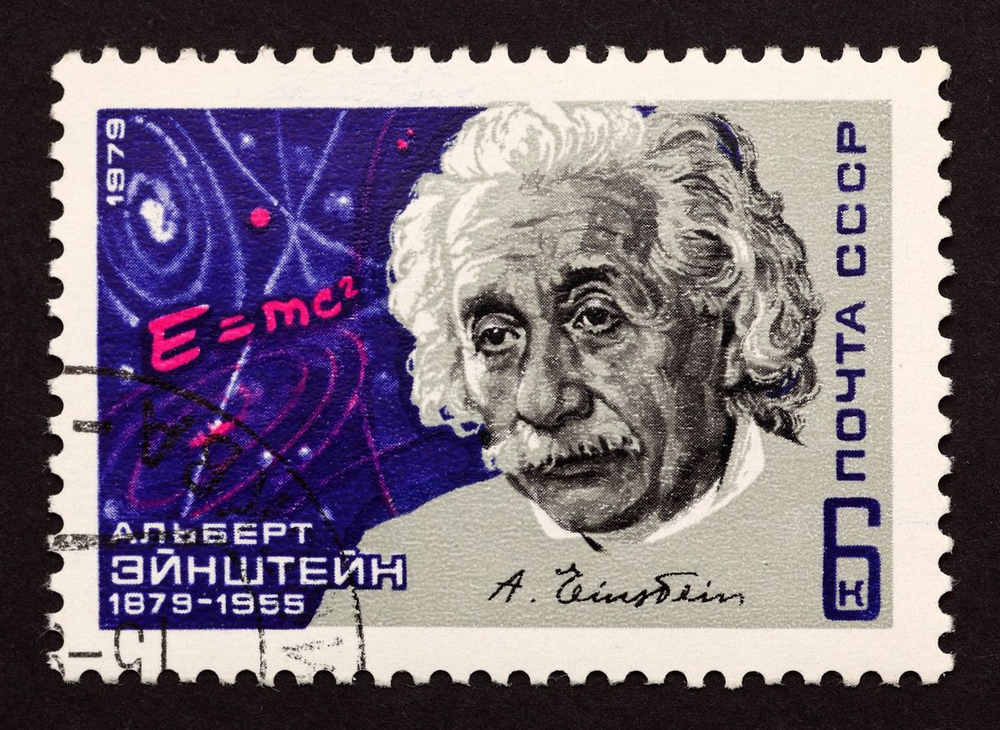 1979
E=mc²
АЛЬБЕРТ
ЭЙНШТЕЙН
1879-1955
A. Einstein
ПОЧТА СССР
6к